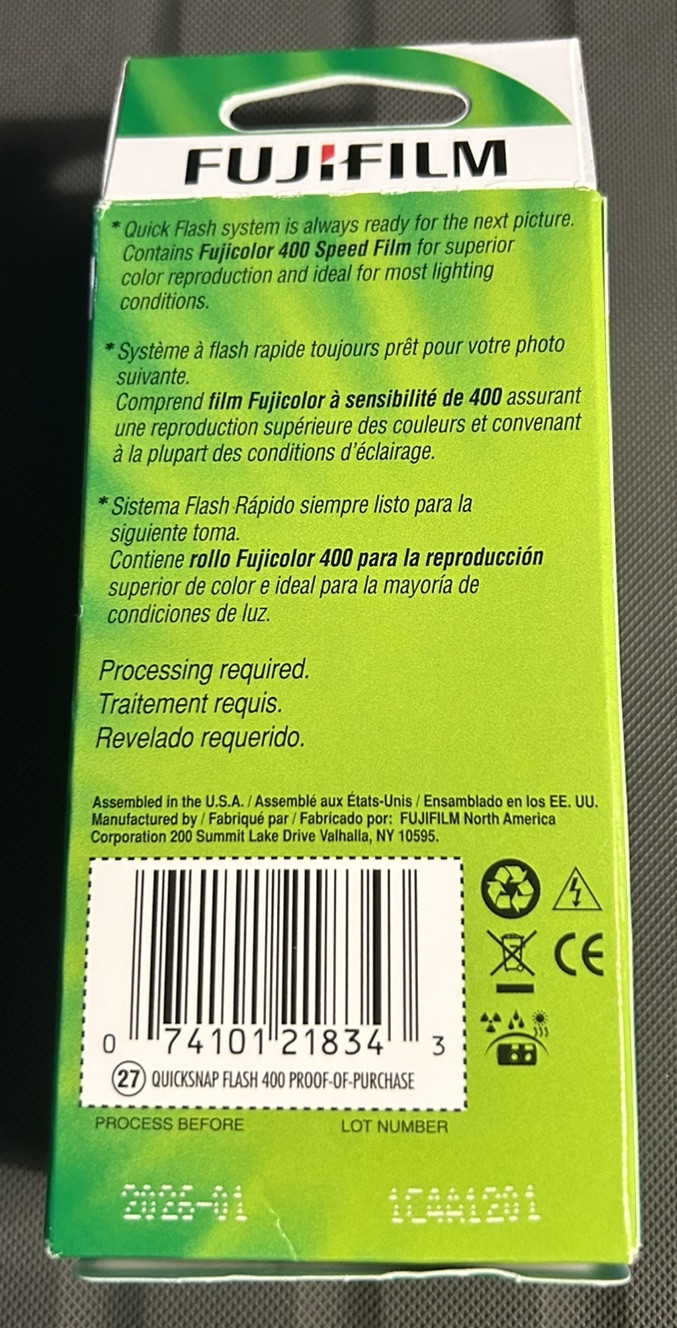 FUJIFILM
* Quick Flash system is always ready for the next picture.
Contains Fujicolor 400 Speed Film for superior
color reproduction and ideal for most lighting
conditions.
* Système à flash rapide toujours prêt pour votre photo
suivante.
Comprend film Fujicolor à sensibilité de 400 assurant
une reproduction supérieure des couleurs et convenant
à la plupart des conditions d'éclairage.
* Sistema Flash Rápido siempre listo para la
siguiente toma.
Contiene rollo Fujicolor 400 para la reproducción
superior de color e ideal para la mayoría de
condiciones de luz.
Processing required.
Traitement requis.
Revelado requerido.
Assembled in the U.S.A. / Assemblé aux États-Unis / Ensamblado en los EE. UU.
Manufactured by / Fabriqué par / Fabricado por: FUJIFILM North America
Corporation 200 Summit Lake Drive Valhalla, NY 10595.
CE
0 74101 21834 3
27 QUICKSNAP FLASH 400 PROOF-OF-PURCHASE
PROCESS BEFORE LOT NUMBER
2026-01 1CAA1201